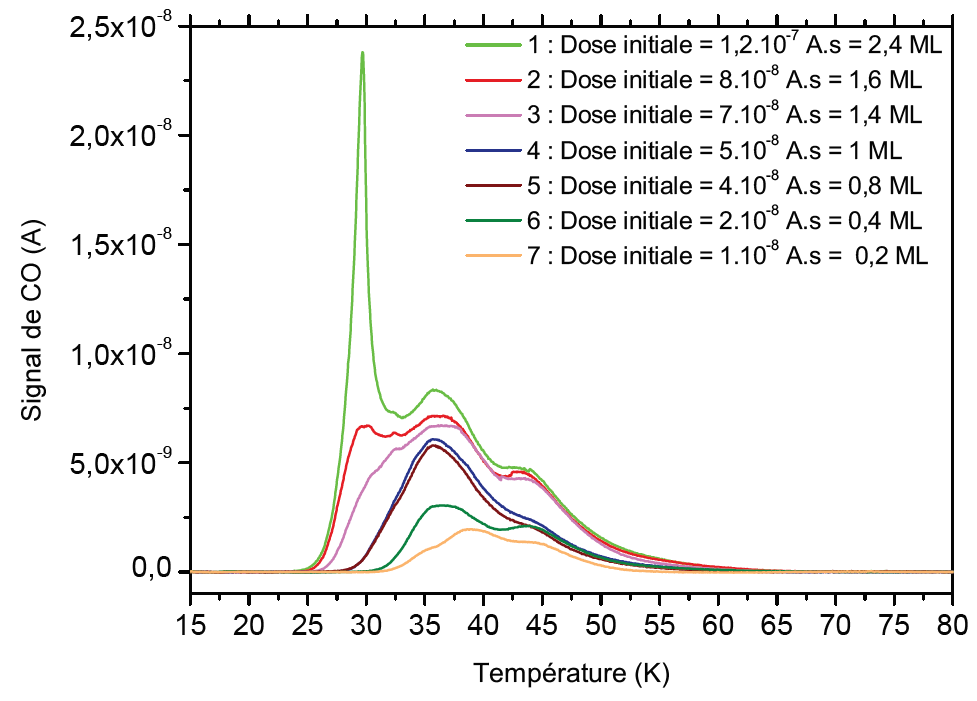 2,5x10⁻⁸
2,0x10⁻⁸
1,5x10⁻⁸
1,0x10⁻⁸
5,0x10⁻⁹
0,0
Signal de CO (A)
1 : Dose initiale = 1,2.10⁻⁷ A.s = 2,4 ML
2 : Dose initiale = 8.10⁻⁸ A.s = 1,6 ML
3 : Dose initiale = 7.10⁻⁸ A.s = 1,4 ML
4 : Dose initiale = 5.10⁻⁸ A.s = 1 ML
5 : Dose initiale = 4.10⁻⁸ A.s = 0,8 ML
6 : Dose initiale = 2.10⁻⁸ A.s = 0,4 ML
7 : Dose initiale = 1.10⁻⁸ A.s = 0,2 ML
15 20 25 30 35 40 45 50 55 60 65 70 75 80
Température (K)